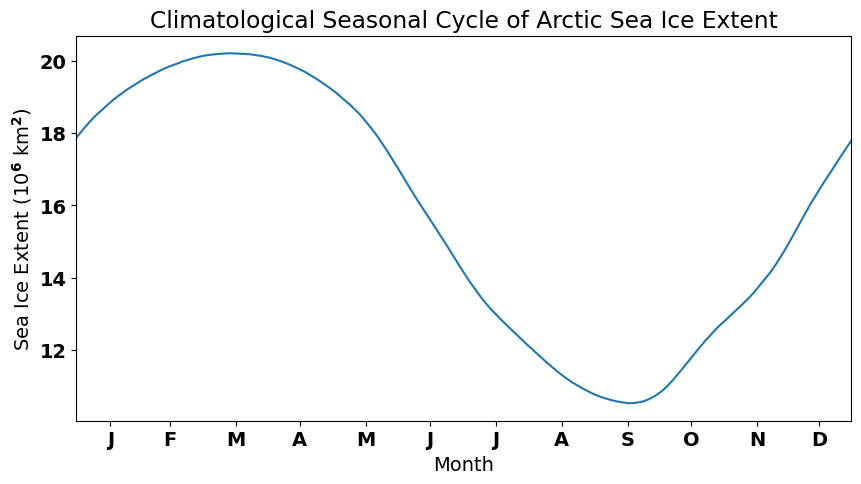 Climatological Seasonal Cycle of Arctic Sea Ice Extent
Sea Ice Extent (10⁶ km²)
20
18
16
14
12
J F M A M J J A S O N D
Month